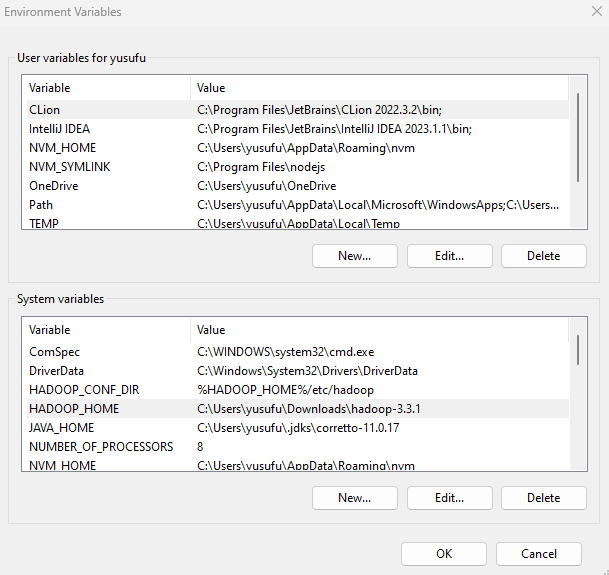 Environment Variables
User variables for yusufu
Variable Value
CLion C:\Program Files\JetBrains\CLion 2022.3.2\bin;
IntelliJ IDEA C:\Program Files\JetBrains\IntelliJ IDEA 2023.1.1\bin;
NVM_HOME C:\Users\yusufu\AppData\Roaming\nvm
NVM_SYMLINK C:\Program Files\nodejs
OneDrive C:\Users\yusufu\OneDrive
Path C:\Users\yusufu\AppData\Local\Microsoft\WindowsApps;C:\Users...
TEMP C:\Users\yusufu\AppData\Local\Temp
New... Edit... Delete
System variables
Variable Value
ComSpec C:\WINDOWS\system32\cmd.exe
DriverData C:\Windows\System32\Drivers\DriverData
HADOOP_CONF_DIR %HADOOP_HOME%/etc/hadoop
HADOOP_HOME C:\Users\yusufu\Downloads\hadoop-3.3.1
JAVA_HOME C:\Users\yusufu\.jdks\corretto-11.0.17
NUMBER_OF_PROCESSORS 8
NVM_HOME C:\Users\yusufu\AppData\Roaming\nvm
New... Edit... Delete
OK Cancel